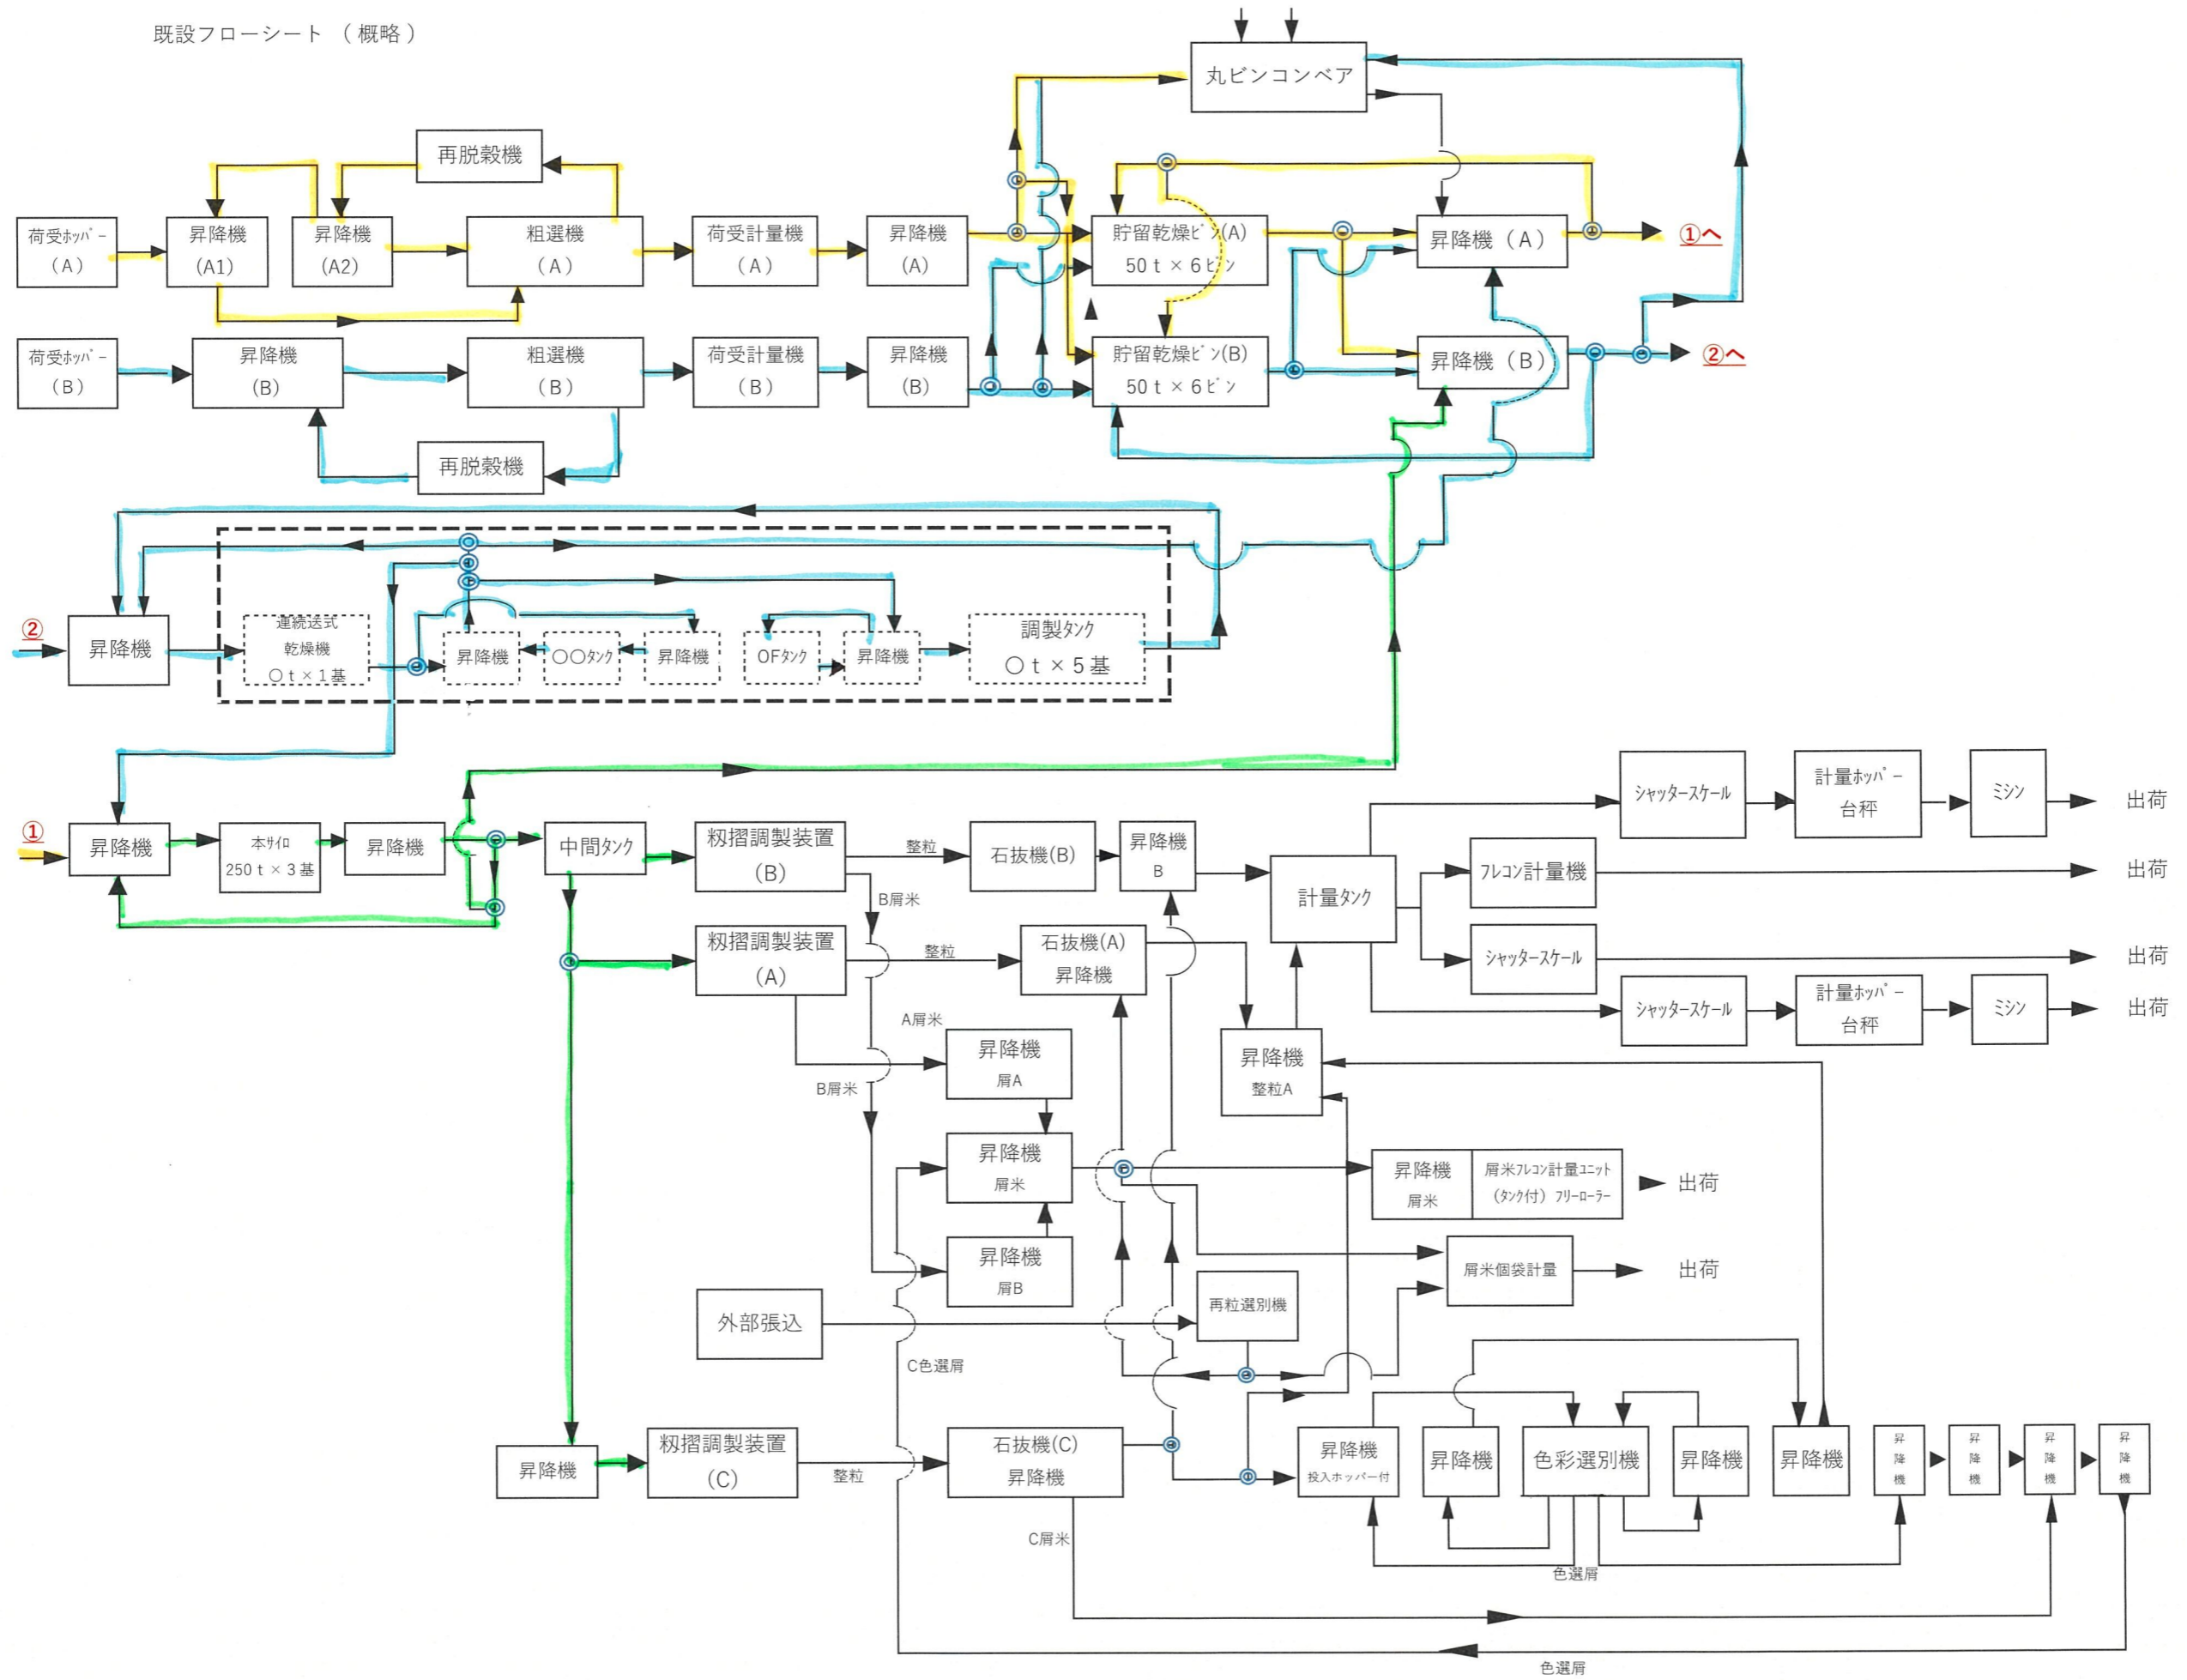 既設フローシート （ 概略 ）
丸ビンコンベア
再脱穀機
荷受ﾎｯﾊﾟｰ
（A）
昇降機
(A1)
昇降機
(A2)
粗選機
（A）
荷受計量機
（A）
昇降機
(A)
貯留乾燥ﾋﾞﾝ(A)
50ｔ×6ﾋﾞﾝ
昇降機（A）
①へ
荷受ﾎｯﾊﾟｰ
（B）
昇降機
(B)
粗選機
（B）
荷受計量機
（B）
昇降機
(B)
貯留乾燥ﾋﾞﾝ(B)
50ｔ×6ﾋﾞﾝ
昇降機（B）
②へ
再脱穀機
②
昇降機
連続送式
乾燥機
〇ｔ×1基
昇降機
〇〇ﾀﾝｸ
昇降機
OFﾀﾝｸ
昇降機
調製ﾀﾝｸ
〇ｔ×5基
①
昇降機
本ｻｲﾛ
250ｔ×3基
昇降機
中間ﾀﾝｸ
籾摺調製装置
（B）
整粒
石抜機(B)
昇降機
B
計量ﾀﾝｸ
ｼｬｯﾀｰｽｹｰﾙ
計量ﾎｯﾊﾟｰ
台秤
ﾐｼﾝ
出荷
ﾌﾚｺﾝ計量機
出荷
B屑米
籾摺調製装置
（A）
整粒
石抜機(A)
昇降機
ｼｬｯﾀｰｽｹｰﾙ
出荷
ｼｬｯﾀｰｽｹｰﾙ
計量ﾎｯﾊﾟｰ
台秤
ﾐｼﾝ
出荷
A屑米
昇降機
屑A
B屑米
昇降機
整粒A
昇降機
屑米
昇降機
屑米
屑米ﾌﾚｺﾝ計量ﾕﾆｯﾄ
（ﾀﾝｸ付）ﾌﾘｰﾛｰﾗｰ
出荷
昇降機
屑B
屑米個袋計量
出荷
外部張込
再粒選別機
C色選屑
昇降機
籾摺調製装置
（C）
整粒
石抜機(C)
昇降機
昇降機
投入ホッパー付
昇降機
色彩選別機
昇降機
昇降機
昇降機
昇降機
昇降機
昇降機
C屑米
色選屑
色選屑